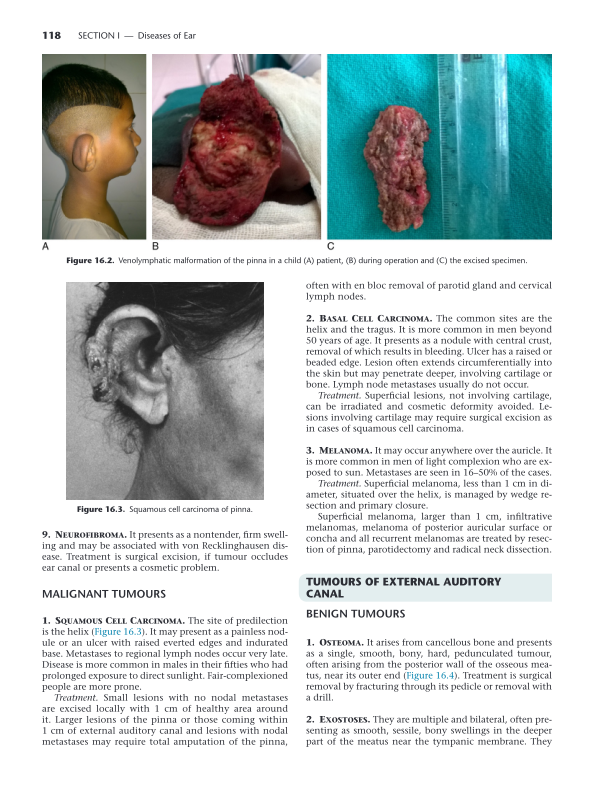 118 SECTION I — Diseases of Ear
A B C
Figure 16.2. Venolymphatic malformation of the pinna in a child (A) patient, (B) during operation and (C) the excised specimen.
Figure 16.3. Squamous cell carcinoma of pinna.
9. Neurofibroma. It presents as a nontender, firm swell-
ing and may be associated with von Recklinghausen dis-
ease. Treatment is surgical excision, if tumour occludes
ear canal or presents a cosmetic problem.
MALIGNANT TUMOURS
1. Squamous Cell Carcinoma. The site of predilection
is the helix (Figure 16.3). It may present as a painless nod-
ule or an ulcer with raised everted edges and indurated
base. Metastases to regional lymph nodes occur very late.
Disease is more common in males in their fifties who had
prolonged exposure to direct sunlight. Fair-complexioned
people are more prone.
Treatment. Small lesions with no nodal metastases
are excised locally with 1 cm of healthy area around
it. Larger lesions of the pinna or those coming within
1 cm of external auditory canal and lesions with nodal
metastases may require total amputation of the pinna,
often with en bloc removal of parotid gland and cervical
lymph nodes.
2. Basal Cell Carcinoma. The common sites are the
helix and the tragus. It is more common in men beyond
50 years of age. It presents as a nodule with central crust,
removal of which results in bleeding. Ulcer has a raised or
beaded edge. Lesion often extends circumferentially into
the skin but may penetrate deeper, involving cartilage or
bone. Lymph node metastases usually do not occur.
Treatment. Superficial lesions, not involving cartilage,
can be irradiated and cosmetic deformity avoided. Le-
sions involving cartilage may require surgical excision as
in cases of squamous cell carcinoma.
3. Melanoma. It may occur anywhere over the auricle. It
is more common in men of light complexion who are ex-
posed to sun. Metastases are seen in 16–50% of the cases.
Treatment. Superficial melanoma, less than 1 cm in di-
ameter, situated over the helix, is managed by wedge re-
section and primary closure.
Superficial melanoma, larger than 1 cm, infiltrative
melanomas, melanoma of posterior auricular surface or
concha and all recurrent melanomas are treated by resec-
tion of pinna, parotidectomy and radical neck dissection.
TUMOURS OF EXTERNAL AUDITORY
CANAL
BENIGN TUMOURS
1. Osteoma. It arises from cancellous bone and presents
as a single, smooth, bony, hard, pedunculated tumour,
often arising from the posterior wall of the osseous mea-
tus, near its outer end (Figure 16.4). Treatment is surgical
removal by fracturing through its pedicle or removal with
a drill.
2. Exostoses. They are multiple and bilateral, often pre-
senting as smooth, sessile, bony swellings in the deeper
part of the meatus near the tympanic membrane. They